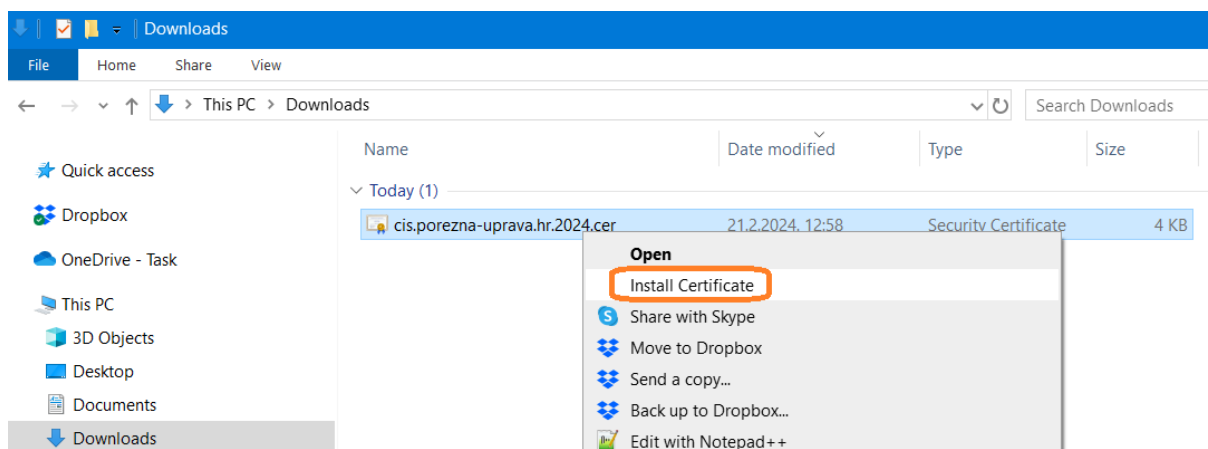 Downloads
File Home Share View
This PC > Downloads
Search Downloads
Name Date modified Type Size
Quick access
Today (1)
Dropbox
cis.porezna-uprava.hr.2024.cer 21.2.2024. 12:58 Security Certificate 4 KB
Open
OneDrive - Task
Install Certificate
This PC
Share with Skype
3D Objects
Move to Dropbox
Desktop
Send a copy...
Documents
Back up to Dropbox...
Downloads
Edit with Notepad++